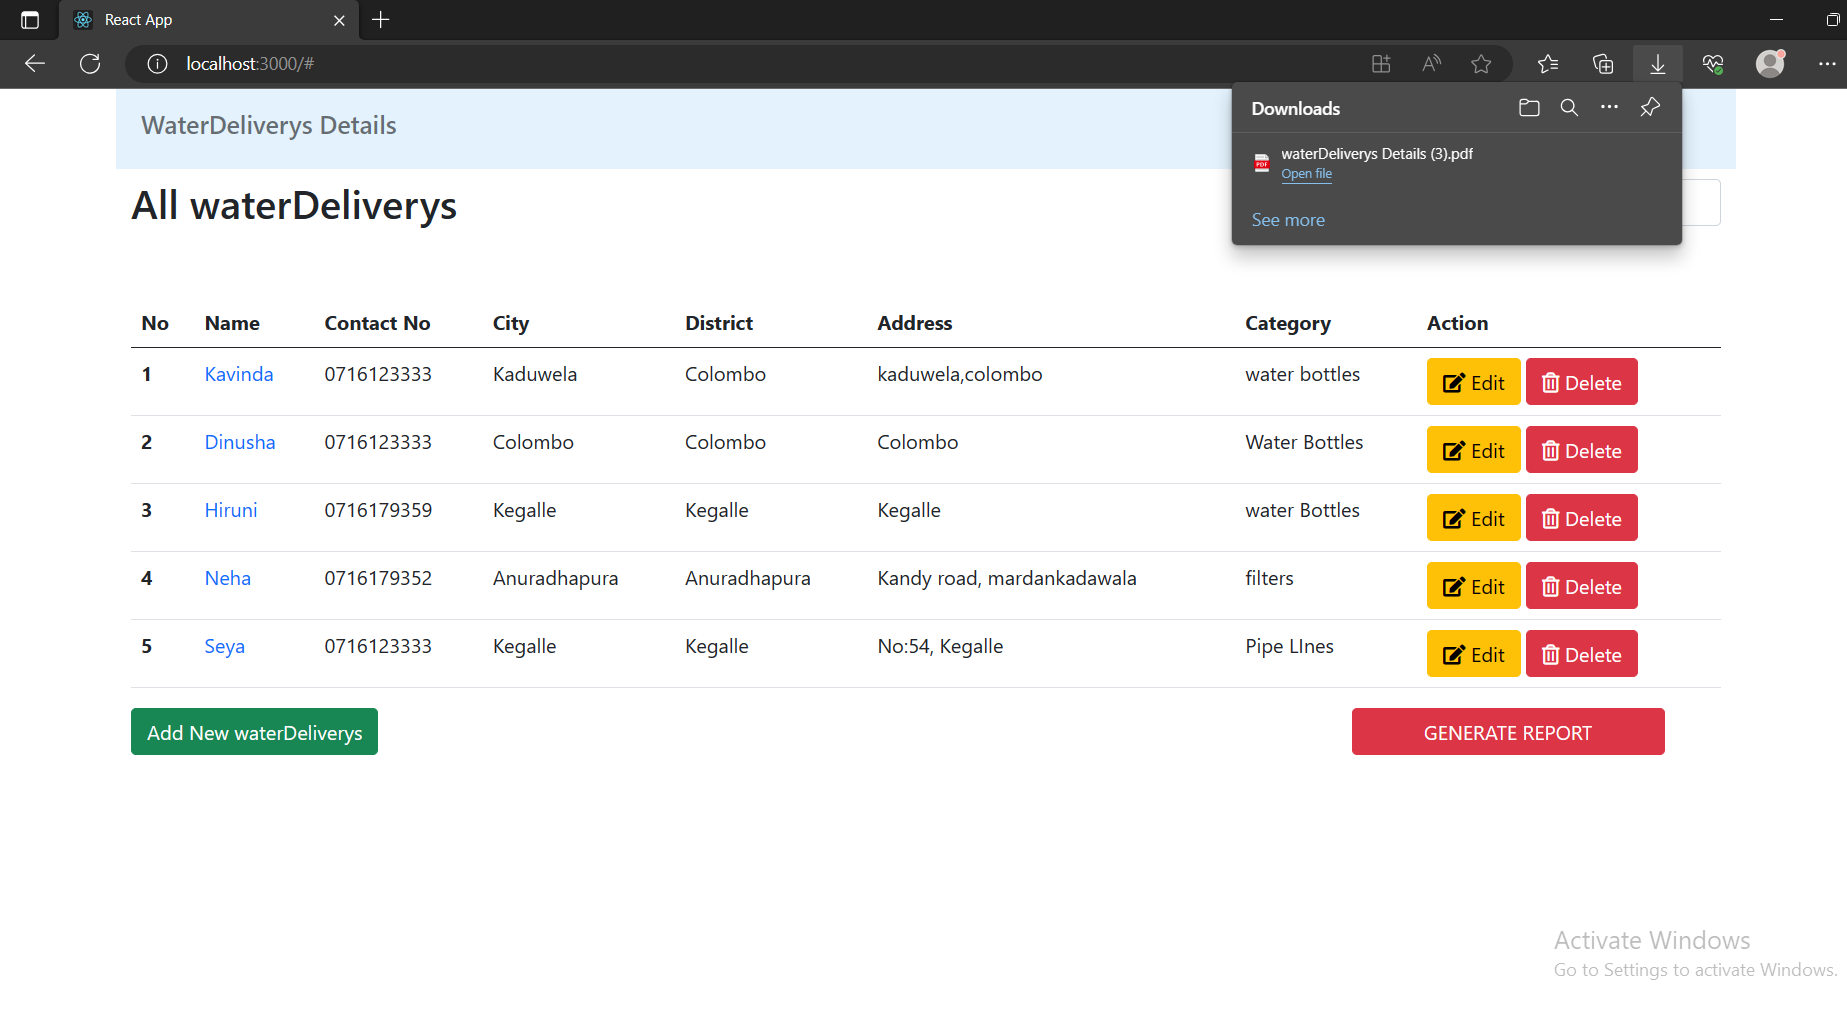 React App
localhost:3000/#
WaterDeliverys Details
Downloads
waterDeliverys Details (3).pdf
Open file
See more
All waterDeliverys
No Name Contact No City District Address Category Action
1 Kavinda 0716123333 Kaduwela Colombo kaduwela,colombo water bottles Edit Delete
2 Dinusha 0716123333 Colombo Colombo Colombo Water Bottles Edit Delete
3 Hiruni 0716179359 Kegalle Kegalle Kegalle water Bottles Edit Delete
4 Neha 0716179352 Anuradhapura Anuradhapura Kandy road, mardankadawala filters Edit Delete
5 Seya 0716123333 Kegalle Kegalle No:54, Kegalle Pipe LInes Edit Delete
Add New waterDeliverys GENERATE REPORT
Activate Windows
Go to Settings to activate Windows.